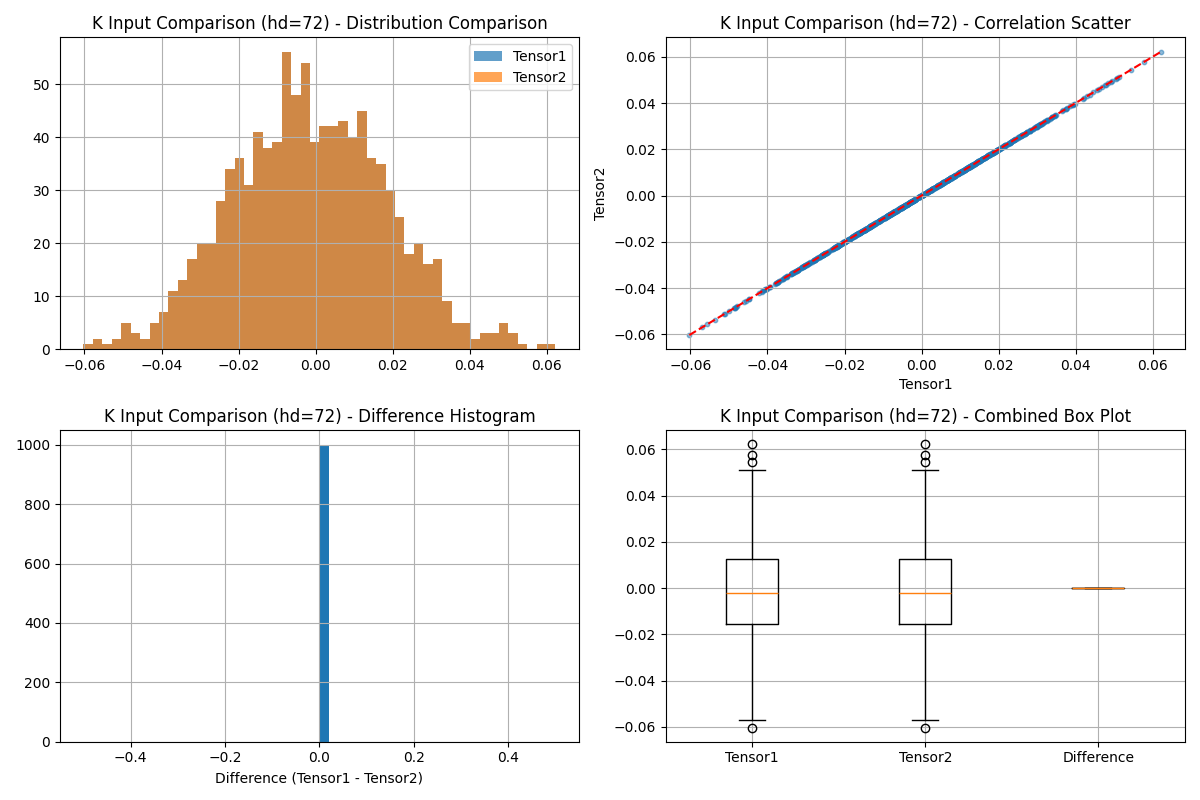 K Input Comparison (hd=72) - Distribution Comparison
Tensor1
Tensor2
50
40
30
20
10
0
−0.06 −0.04 −0.02 0.00 0.02 0.04 0.06
K Input Comparison (hd=72) - Correlation Scatter
Tensor2
0.06
0.04
0.02
0.00
−0.02
−0.04
−0.06
−0.06 −0.04 −0.02 0.00 0.02 0.04 0.06
Tensor1
K Input Comparison (hd=72) - Difference Histogram
1000
800
600
400
200
0
−0.4 −0.2 0.0 0.2 0.4
Difference (Tensor1 - Tensor2)
K Input Comparison (hd=72) - Combined Box Plot
0.06
0.04
0.02
0.00
−0.02
−0.04
−0.06
Tensor1 Tensor2 Difference